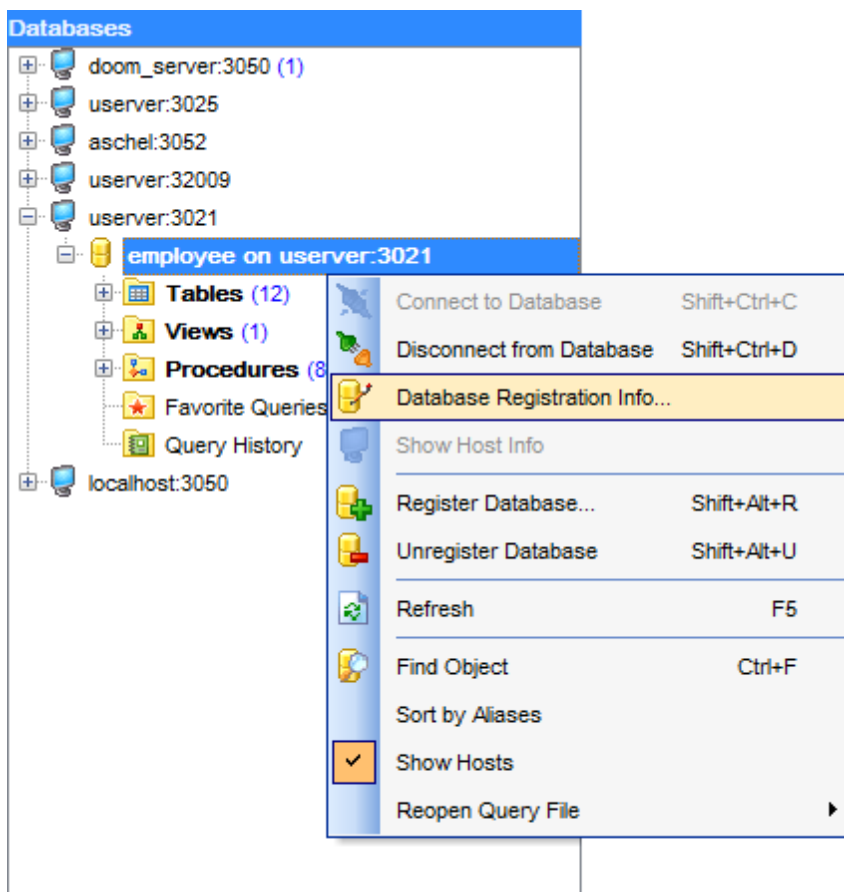 Databases
doom_server:3050 (1)
userver:3025
aschel:3052
userver:32009
userver:3021
employee on userver:3021
Tables (12)
Views (1)
Procedures (8
Favorite Queries
Query History
localhost:3050
Connect to Database Shift+Ctrl+C
Disconnect from Database Shift+Ctrl+D
Database Registration Info...
Show Host Info
Register Database... Shift+Alt+R
Unregister Database Shift+Alt+U
Refresh F5
Find Object Ctrl+F
Sort by Aliases
Show Hosts
Reopen Query File